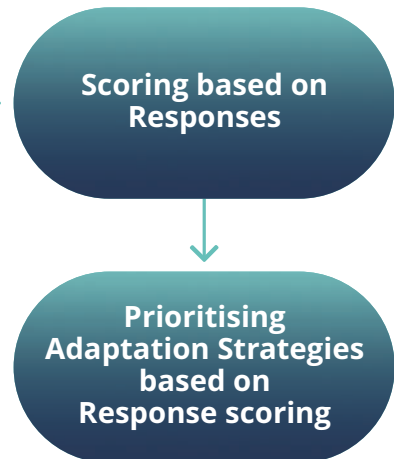 Scoring based on
Responses
Prioritising
Adaptation Strategies
based on
Response scoring